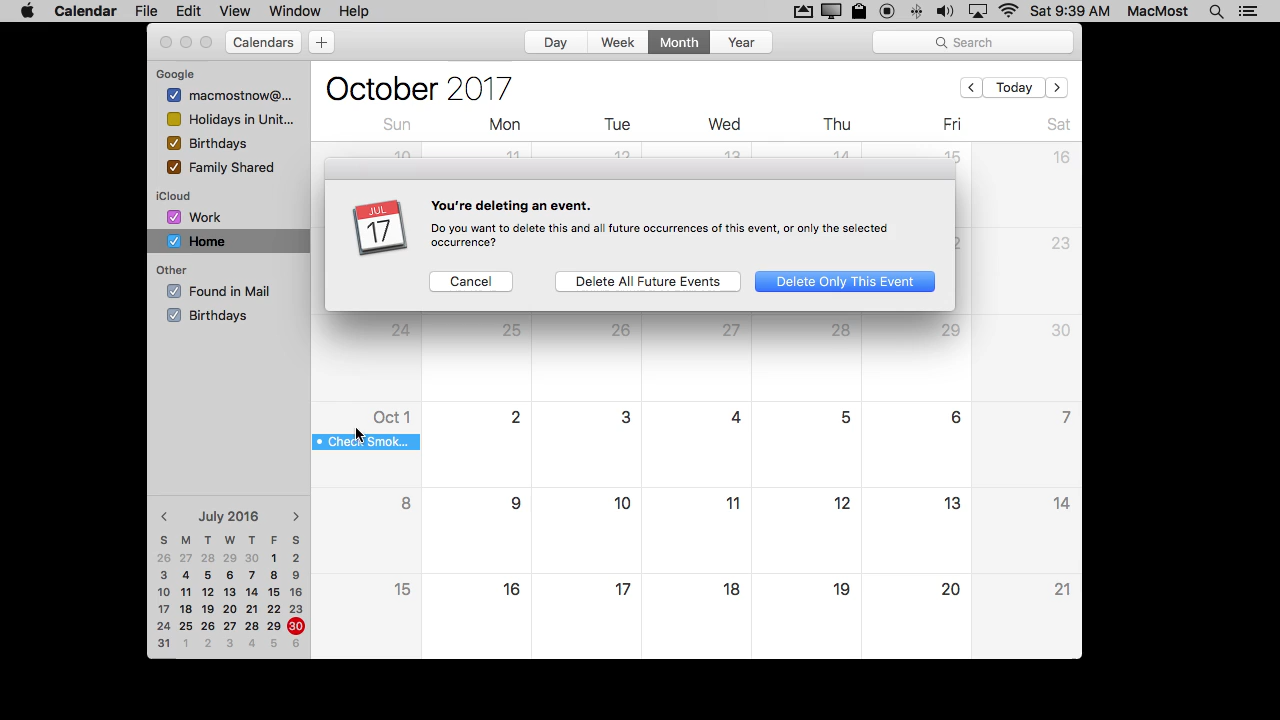 Calendar File Edit View Window Help Sat 9:39 AM MacMost
Calendars + Day Week Month Year Search
Google
macmostnow@...
Holidays in Unit...
Birthdays
Family Shared
iCloud
Work
Home
Other
Found in Mail
Birthdays
July 2016
S M T W T F S
26 27 28 29 30 1 2
3 4 5 6 7 8 9
10 11 12 13 14 15 16
17 18 19 20 21 22 23
24 25 26 27 28 29 30
31 1 2 3 4 5 6
October 2017
Today
Sun Mon Tue Wed Thu Fri Sat
10 11 12 13 14 15 16
JUL
17
You're deleting an event.
Do you want to delete this and all future occurrences of this event, or only the selected
occurrence?
Cancel Delete All Future Events Delete Only This Event
23
24 25 26 27 28 29 30
Oct 1 2 3 4 5 6 7
Check Smok...
8 9 10 11 12 13 14
15 16 17 18 19 20 21